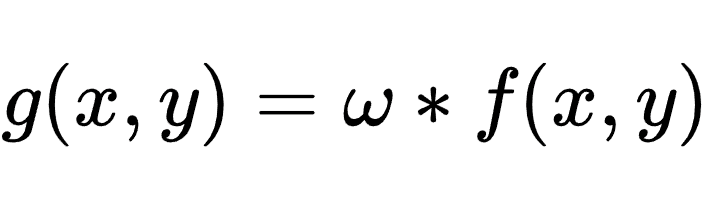 g(x, y) = ω ∗ f(x, y)